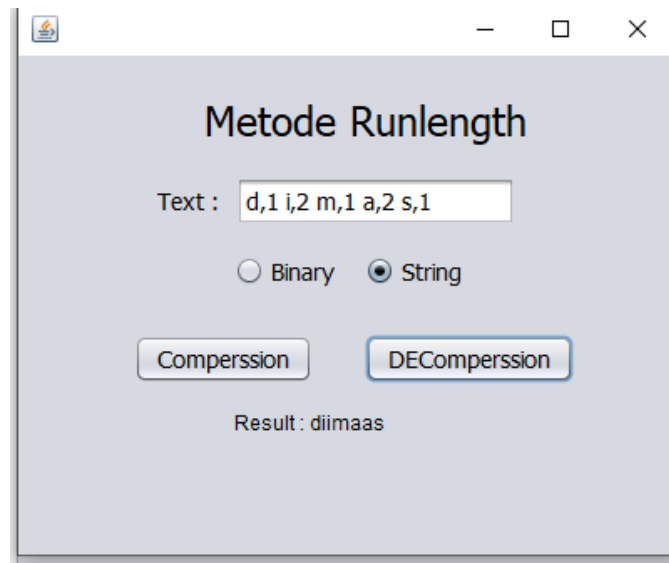 Metode Runlength
Text : d,1 i,2 m,1 a,2 s,1
Binary String
Comperssion DEComperssion
Result : diimaas